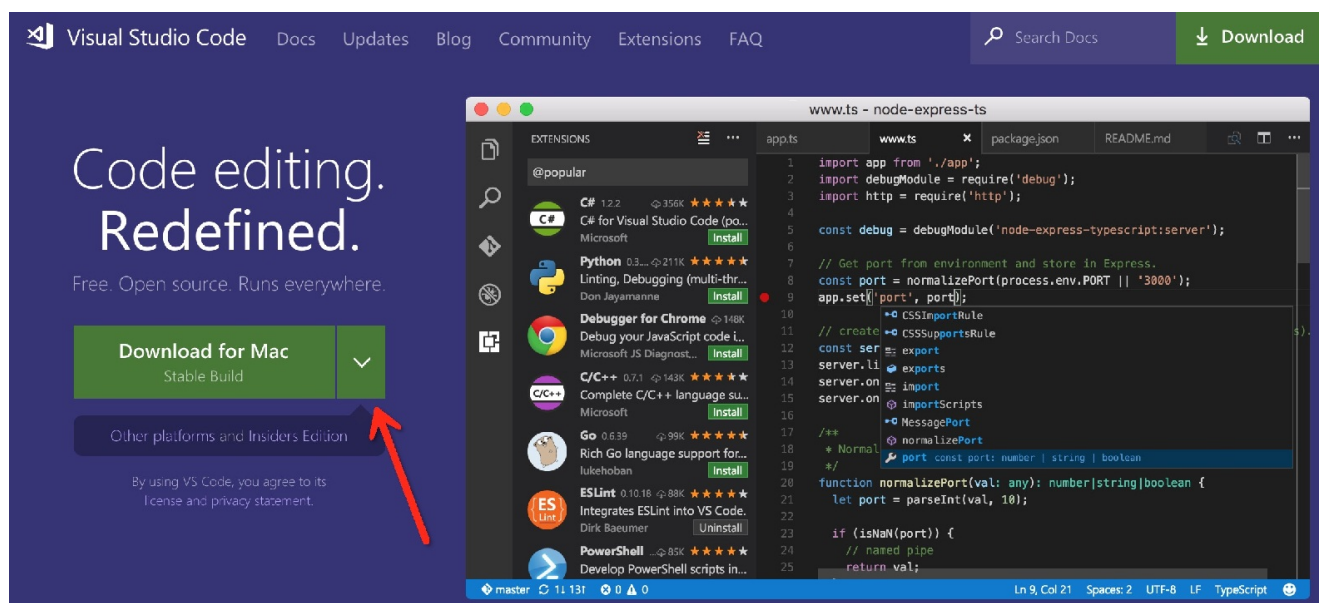 Visual Studio Code Docs Updates Blog Community Extensions FAQ Search Docs Download
Code editing.
Redefined.
Free. Open source. Runs everywhere.
Download for Mac
Stable Build
Other platforms and Insiders Edition
By using VS Code, you agree to its
license and privacy statement.
www.ts - node-express-ts
EXTENSIONS
@popular
C# 1.2.2 356K
C# for Visual Studio Code (po...
Microsoft Install
C#
Python 0.3.... 211K
Linting, Debugging (multi-thr...
Don Jayamanne Install
Debugger for Chrome 148K
Debug your JavaScript code i...
Microsoft JS Diagnost... Install
C/C++ 0.7.1 143K
Complete C/C++ language su...
Microsoft Install
C/C++
Go 0.6.39 99K
Rich Go language support for...
lukehoban Install
ESLint 0.10.18 88K
Integrates ESLint into VS Code.
Dirk Baeumer Uninstall
ES
Lint
PowerShell ... 85K
Develop PowerShell scripts in...
app.ts www.ts package.json README.md
1 import app from './app';
2 import debugModule = require('debug');
3 import http = require('http');
4
5 const debug = debugModule('node-express-typescript:server');
6
7 // Get port from environment and store in Express.
8 const port = normalizePort(process.env.PORT || '3000');
9 app.set('port', port);
10
11 // create s).
12 const ser
13 server.li
14 server.on
15 server.on
16
17 /**
18 * Normal
19 */
20 function normalizePort(val: any): number|string|boolean {
21 let port = parseInt(val, 10);
22
23 if (isNaN(port)) {
24 // named pipe
25 return val;
CSSImportRule
CSSSupportsRule
export
exports
import
importScripts
MessagePort
normalizePort
port const port: number | string | boolean
master 1↓ 13↑ 0 0 Ln 9, Col 21 Spaces: 2 UTF-8 LF TypeScript